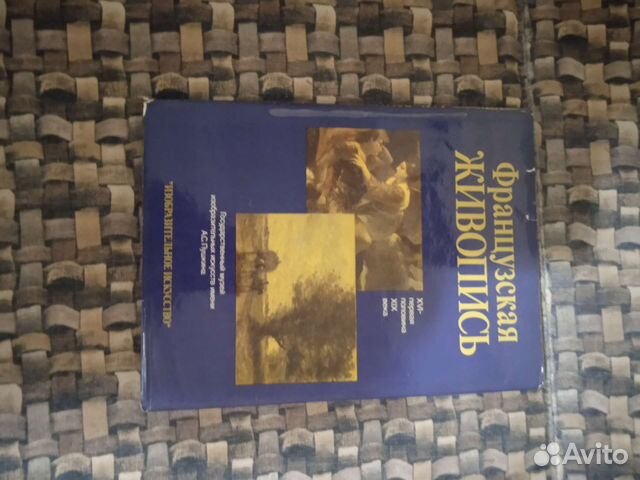 Французская
ЖИВОПИСЬ
XVI-
первая
половина
XIX
века
Государственный музей
изобразительных искусств имени
А.С.Пушкина
"ИЗОБРАЗИТЕЛЬНОЕ ИСКУССТВО"
Avito